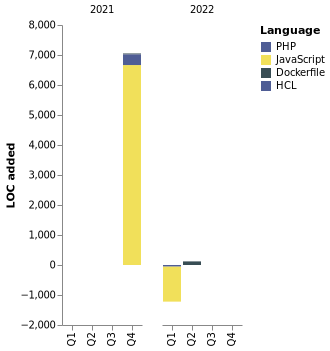 2021 2022
Language
PHP
JavaScript
Dockerfile
HCL
LOC added
8,000
7,000
6,000
5,000
4,000
3,000
2,000
1,000
0
−1,000
−2,000
Q1 Q2 Q3 Q4 Q1 Q2 Q3 Q4